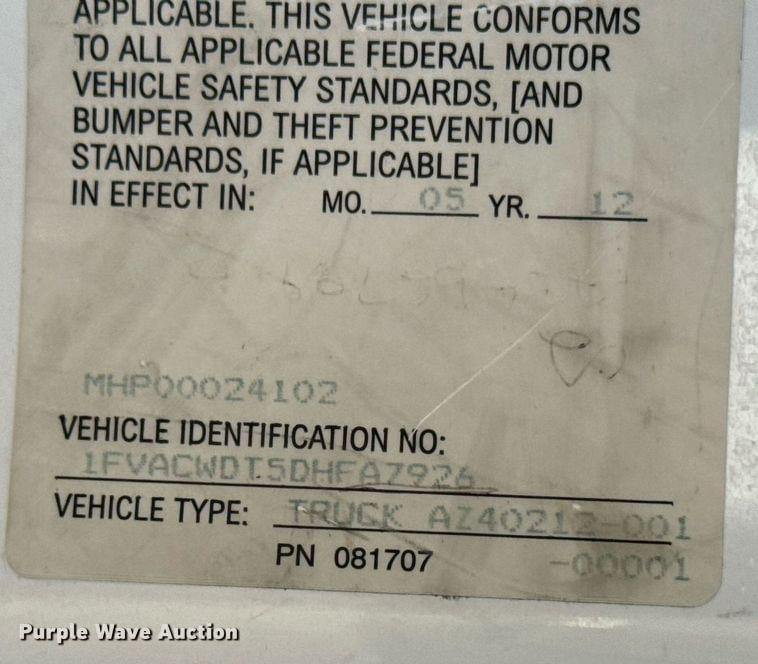 APPLICABLE. THIS VEHICLE CONFORMS
TO ALL APPLICABLE FEDERAL MOTOR
VEHICLE SAFETY STANDARDS, [AND
BUMPER AND THEFT PREVENTION
STANDARDS, IF APPLICABLE]
IN EFFECT IN: MO. 05 YR. 12
MHP00024102
VEHICLE IDENTIFICATION NO:
1FVACWDT5DHFA7926
VEHICLE TYPE: TRUCK AZ40212-001
PN 081707 -00001
Purple Wave Auction